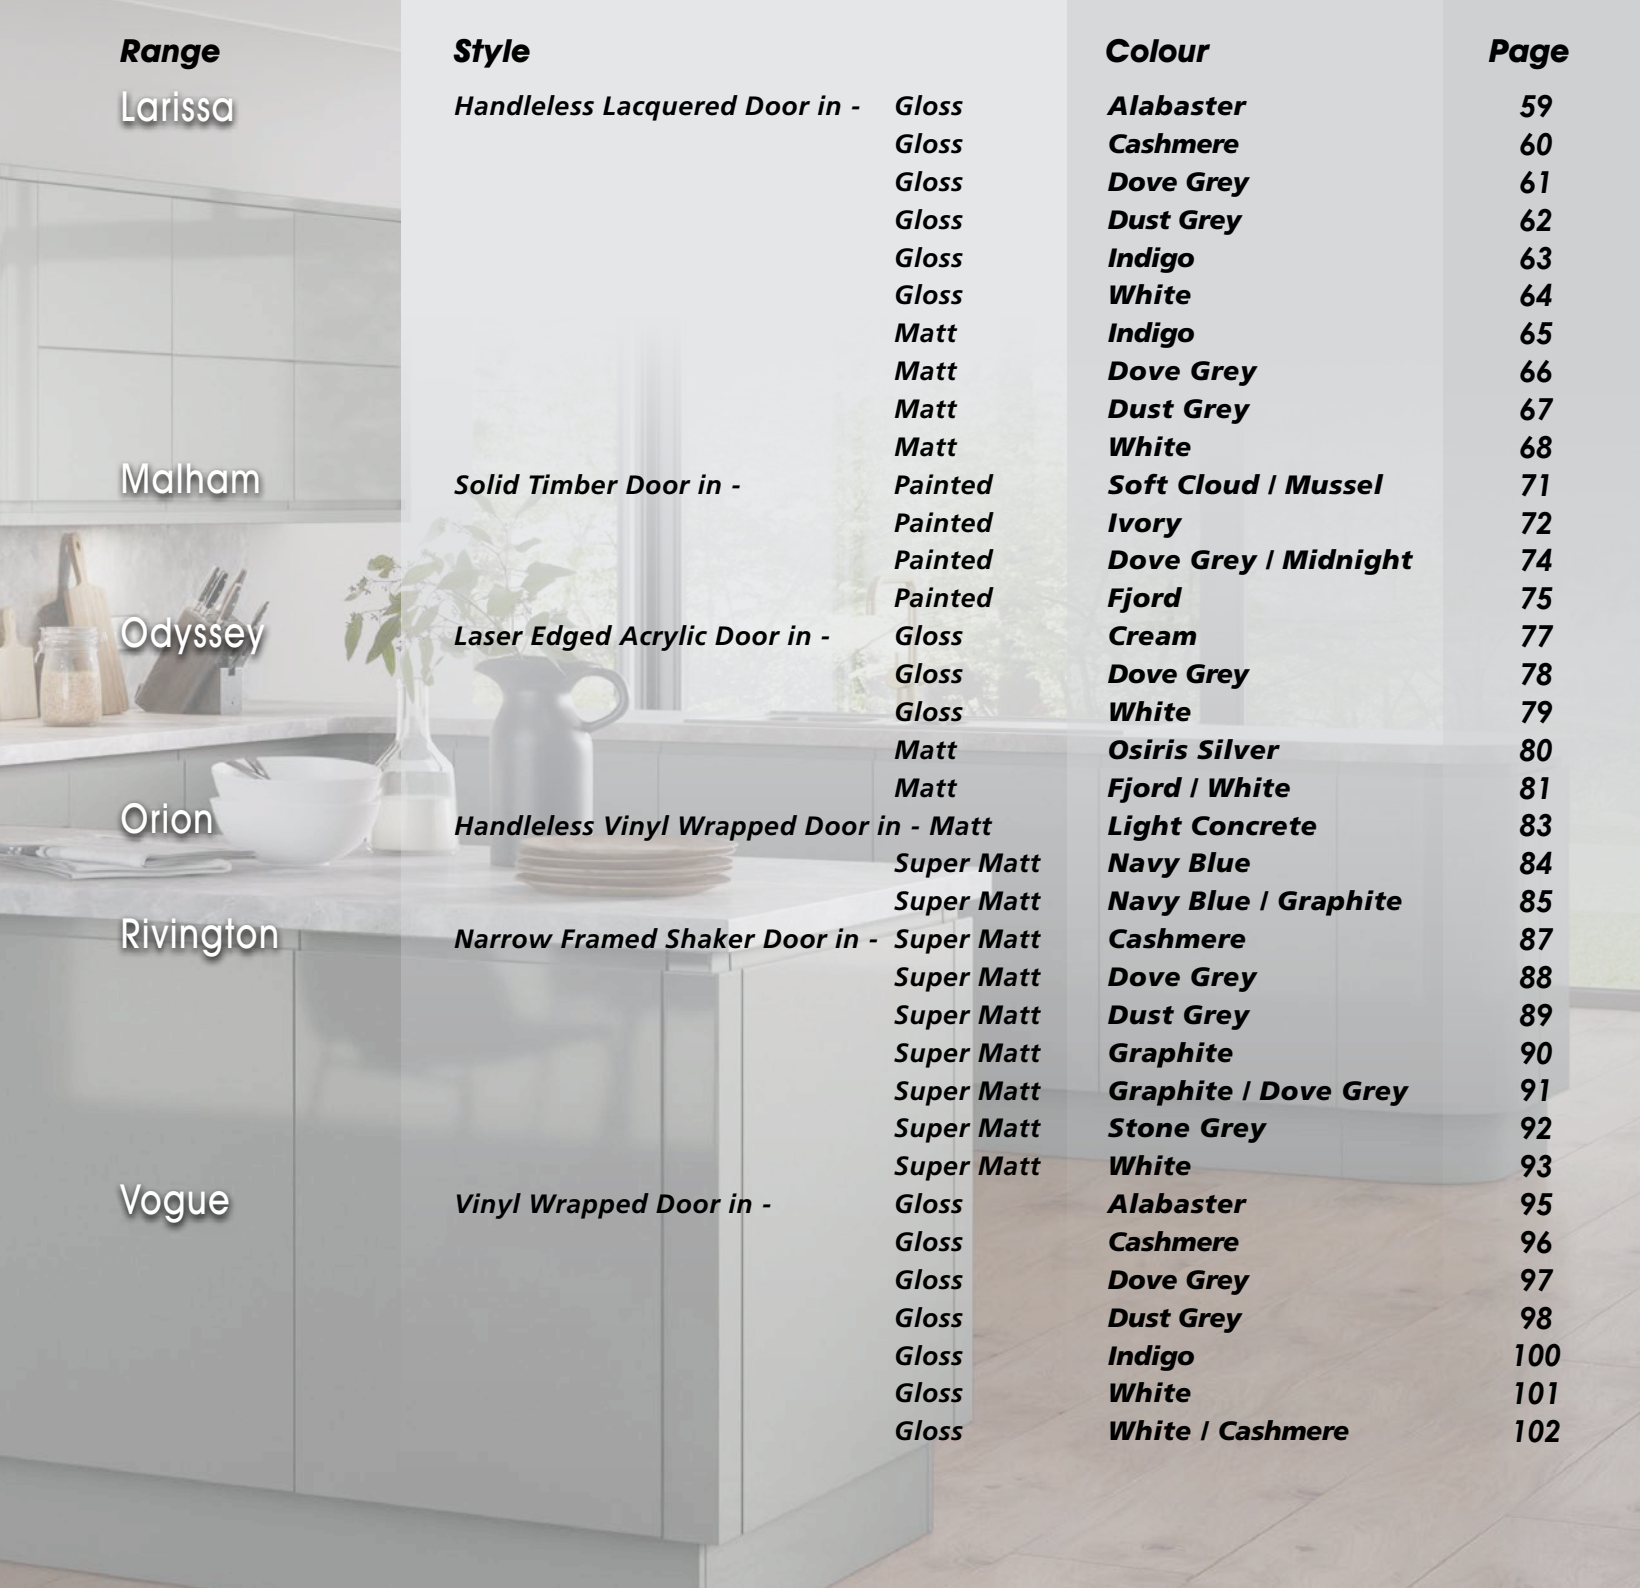 Range Style Colour Page
Larissa Handleless Lacquered Door in - Gloss Alabaster 59
Gloss Cashmere 60
Gloss Dove Grey 61
Gloss Dust Grey 62
Gloss Indigo 63
Gloss White 64
Matt Indigo 65
Matt Dove Grey 66
Matt Dust Grey 67
Matt White 68
Malham Solid Timber Door in - Painted Soft Cloud / Mussel 71
Painted Ivory 72
Painted Dove Grey / Midnight 74
Painted Fjord 75
Odyssey Laser Edged Acrylic Door in - Gloss Cream 77
Gloss Dove Grey 78
Gloss White 79
Matt Osiris Silver 80
Matt Fjord / White 81
Orion Handleless Vinyl Wrapped Door in - Matt Light Concrete 83
Super Matt Navy Blue 84
Super Matt Navy Blue / Graphite 85
Rivington Narrow Framed Shaker Door in - Super Matt Cashmere 87
Super Matt Dove Grey 88
Super Matt Dust Grey 89
Super Matt Graphite 90
Super Matt Graphite / Dove Grey 91
Super Matt Stone Grey 92
Super Matt White 93
Vogue Vinyl Wrapped Door in - Gloss Alabaster 95
Gloss Cashmere 96
Gloss Dove Grey 97
Gloss Dust Grey 98
Gloss Indigo 100
Gloss White 101
Gloss White / Cashmere 102